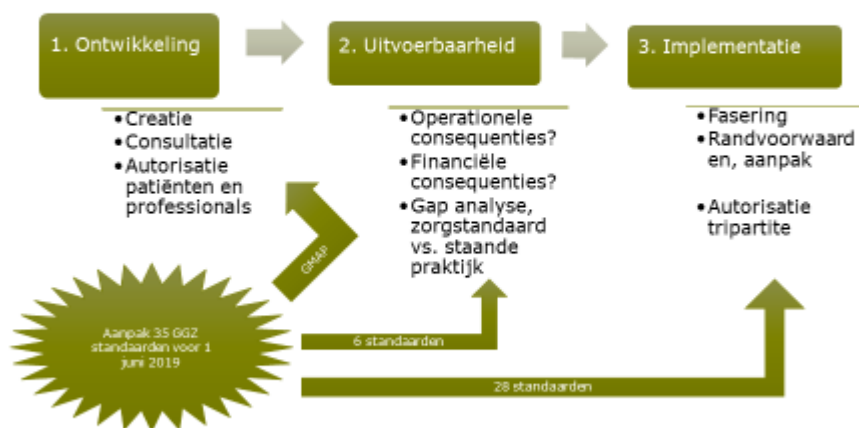 1. Ontwikkeling
2. Uitvoerbaarheid
3. Implementatie
•Creatie
•Consultatie
•Autorisatie
patiënten en
professionals
•Operationele
consequenties?
•Financiële
consequenties?
•Gap analyse,
zorgstandaard
vs. staande
praktijk
•Fasering
•Randvoorwaard
en, aanpak
•Autorisatie
tripartite
GMAP
Aanpak 35 GGZ
standaarden voor 1
juni 2019
6 standaarden
28 standaarden